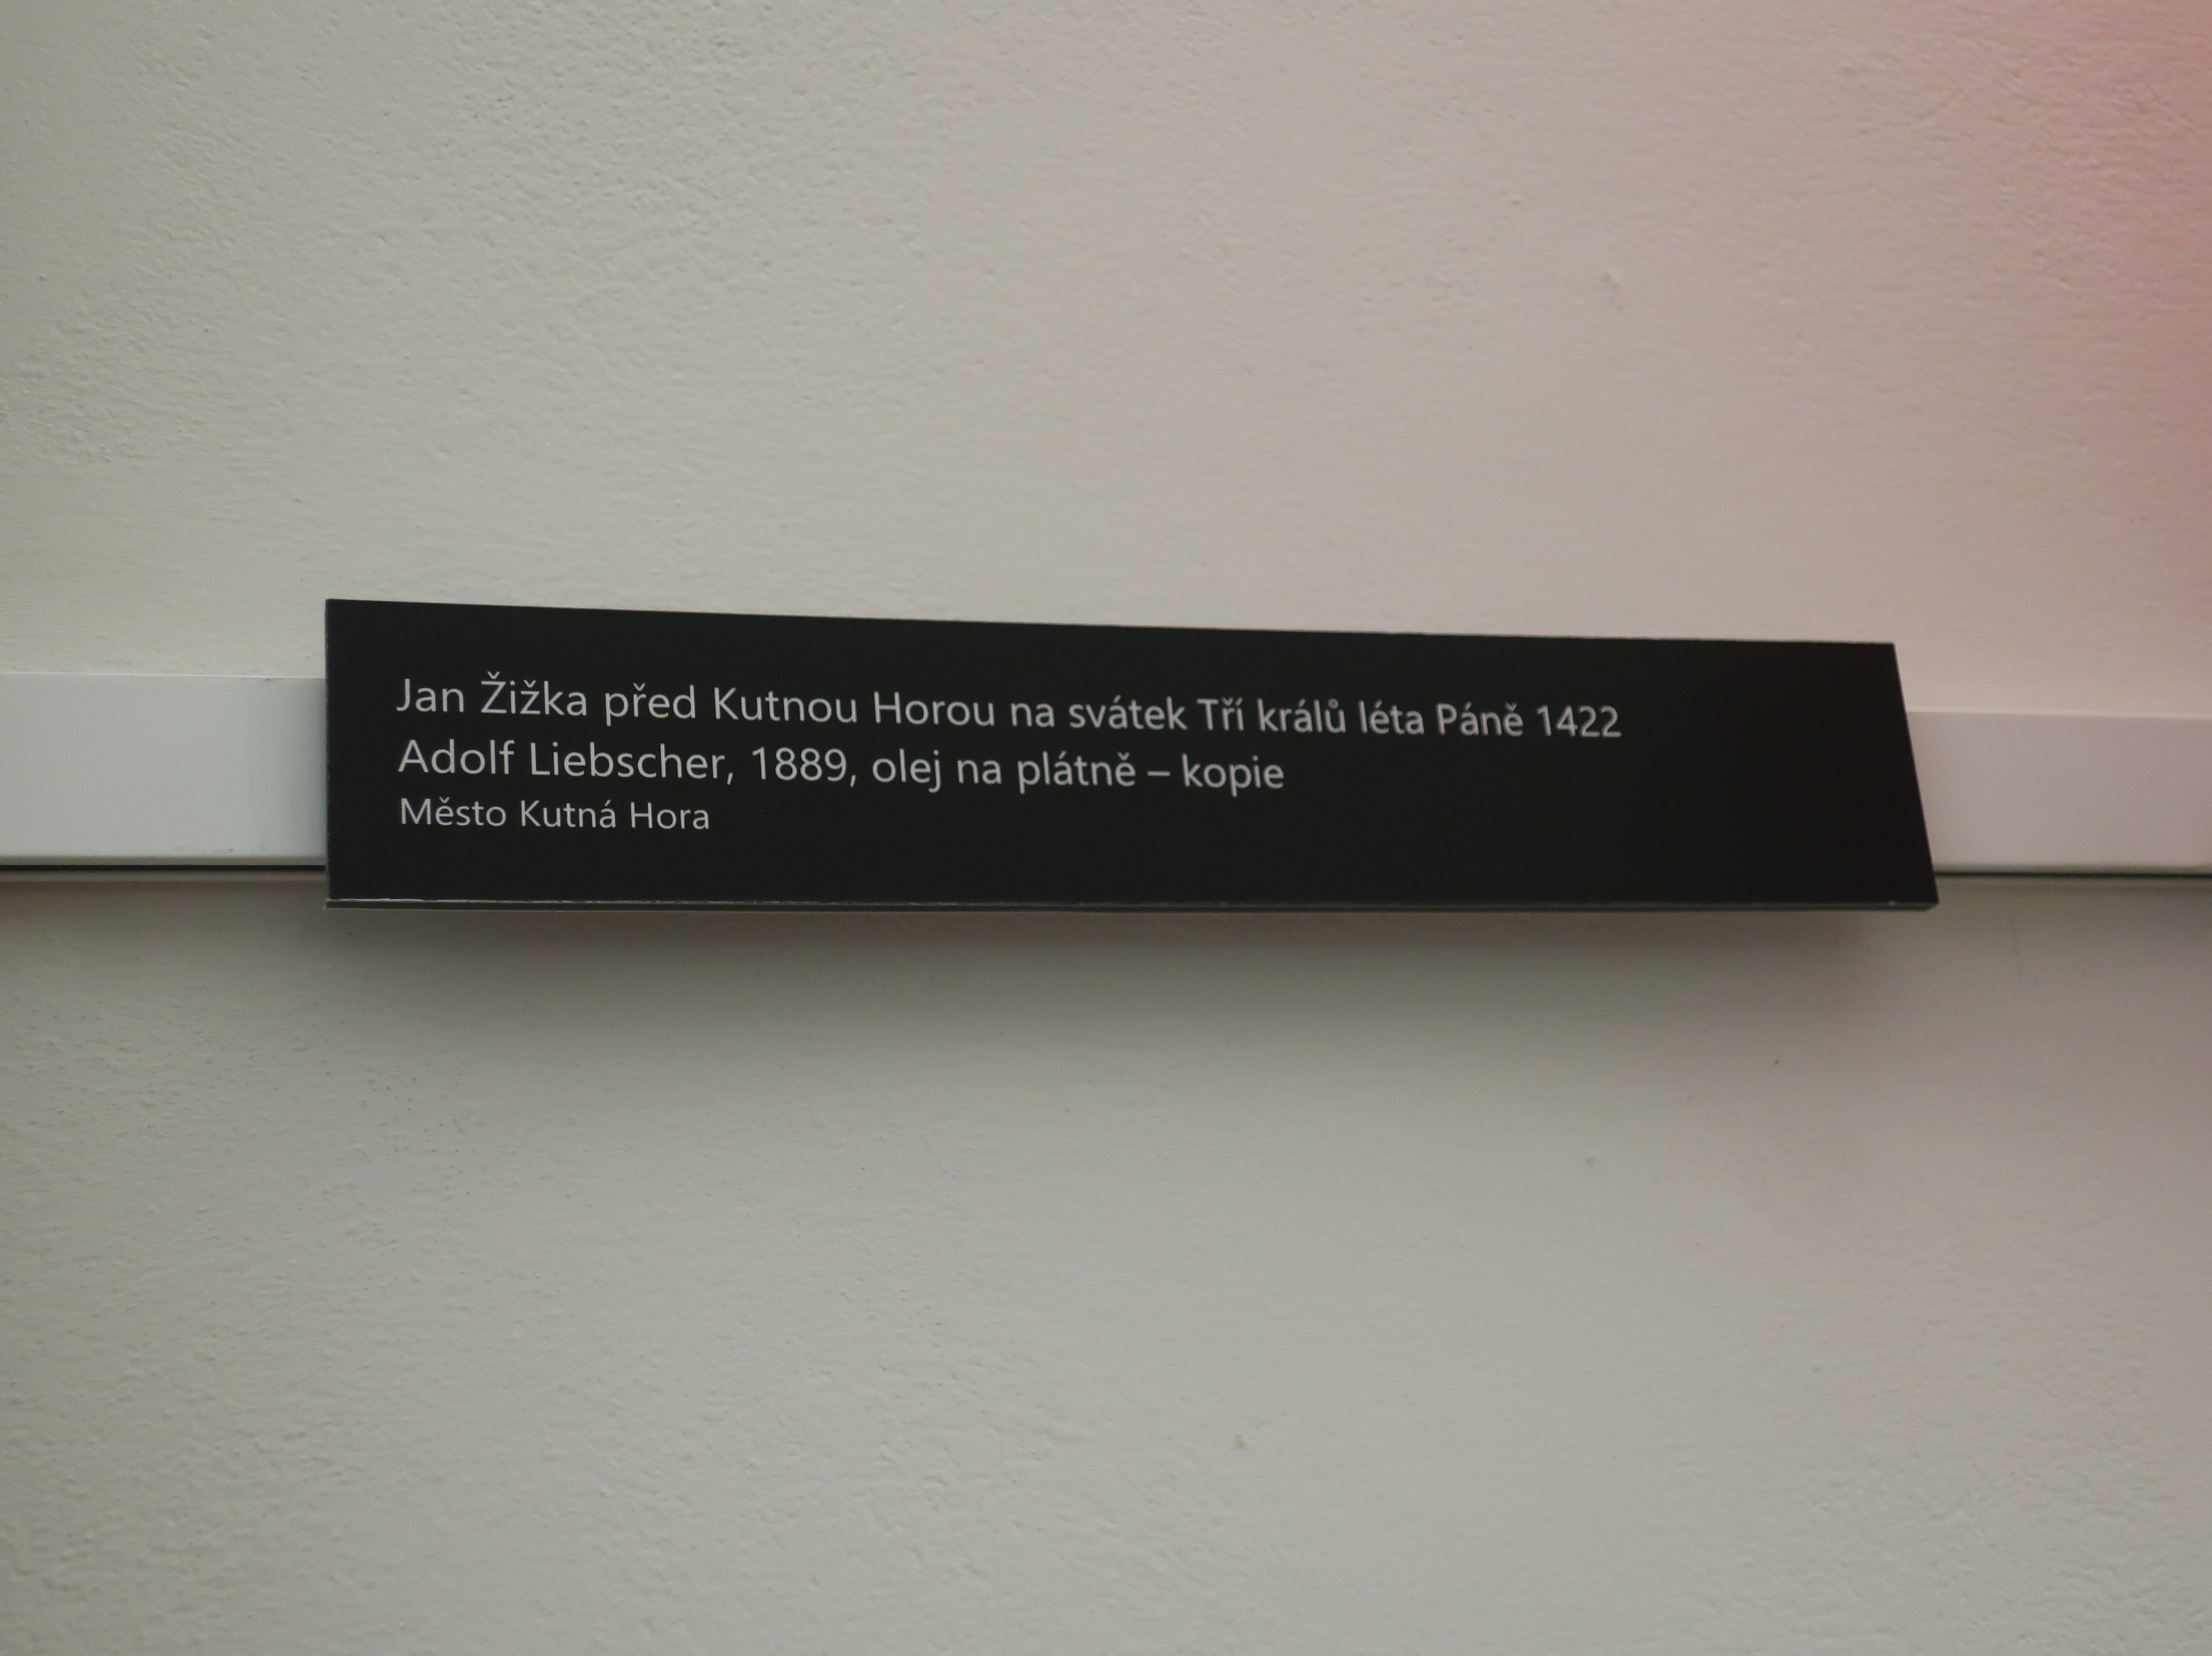 Jan Žižka před Kutnou Horou na svátek Tří králů léta Páně 1422
Adolf Liebscher, 1889, olej na plátně – kopie
Město Kutná Hora